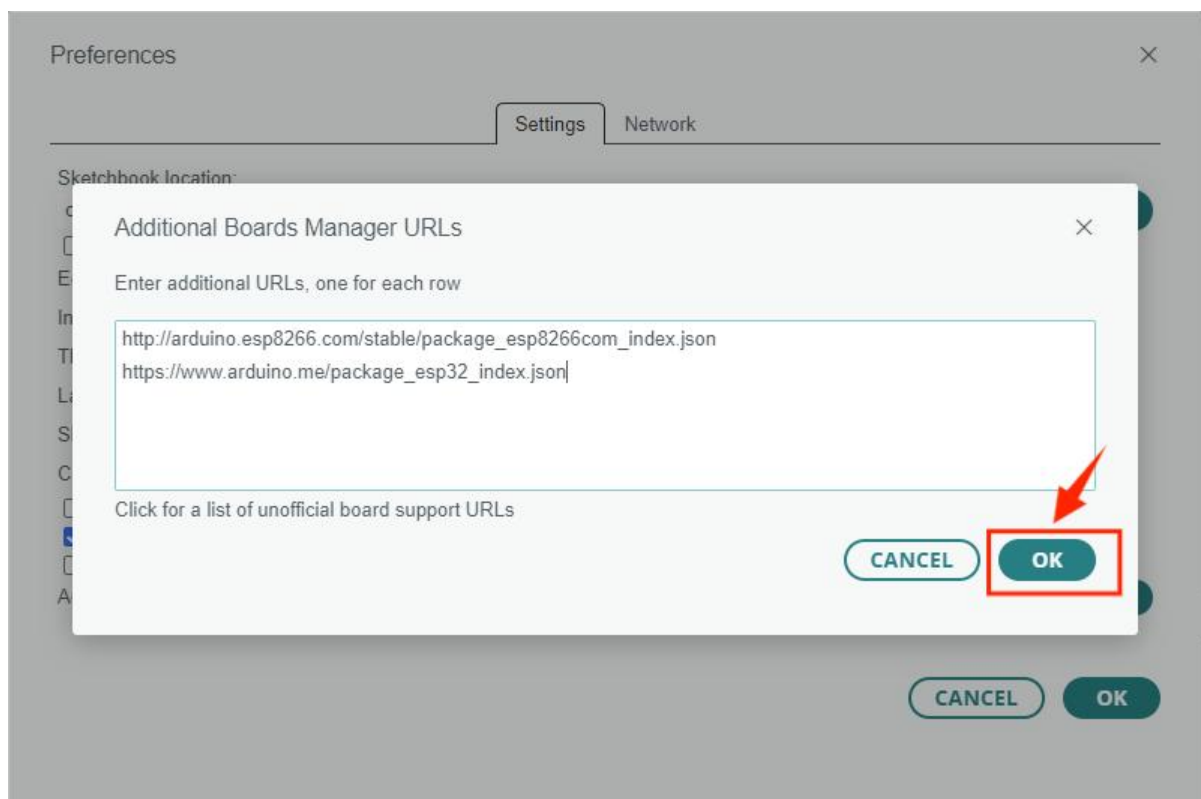 Preferences
Settings
Network
Sketchbook location:
Additional Boards Manager URLs
Enter additional URLs, one for each row
http://arduino.esp8266.com/stable/package_esp8266com_index.json
https://www.arduino.me/package_esp32_index.json
Click for a list of unofficial board support URLs
CANCEL
OK
CANCEL
OK